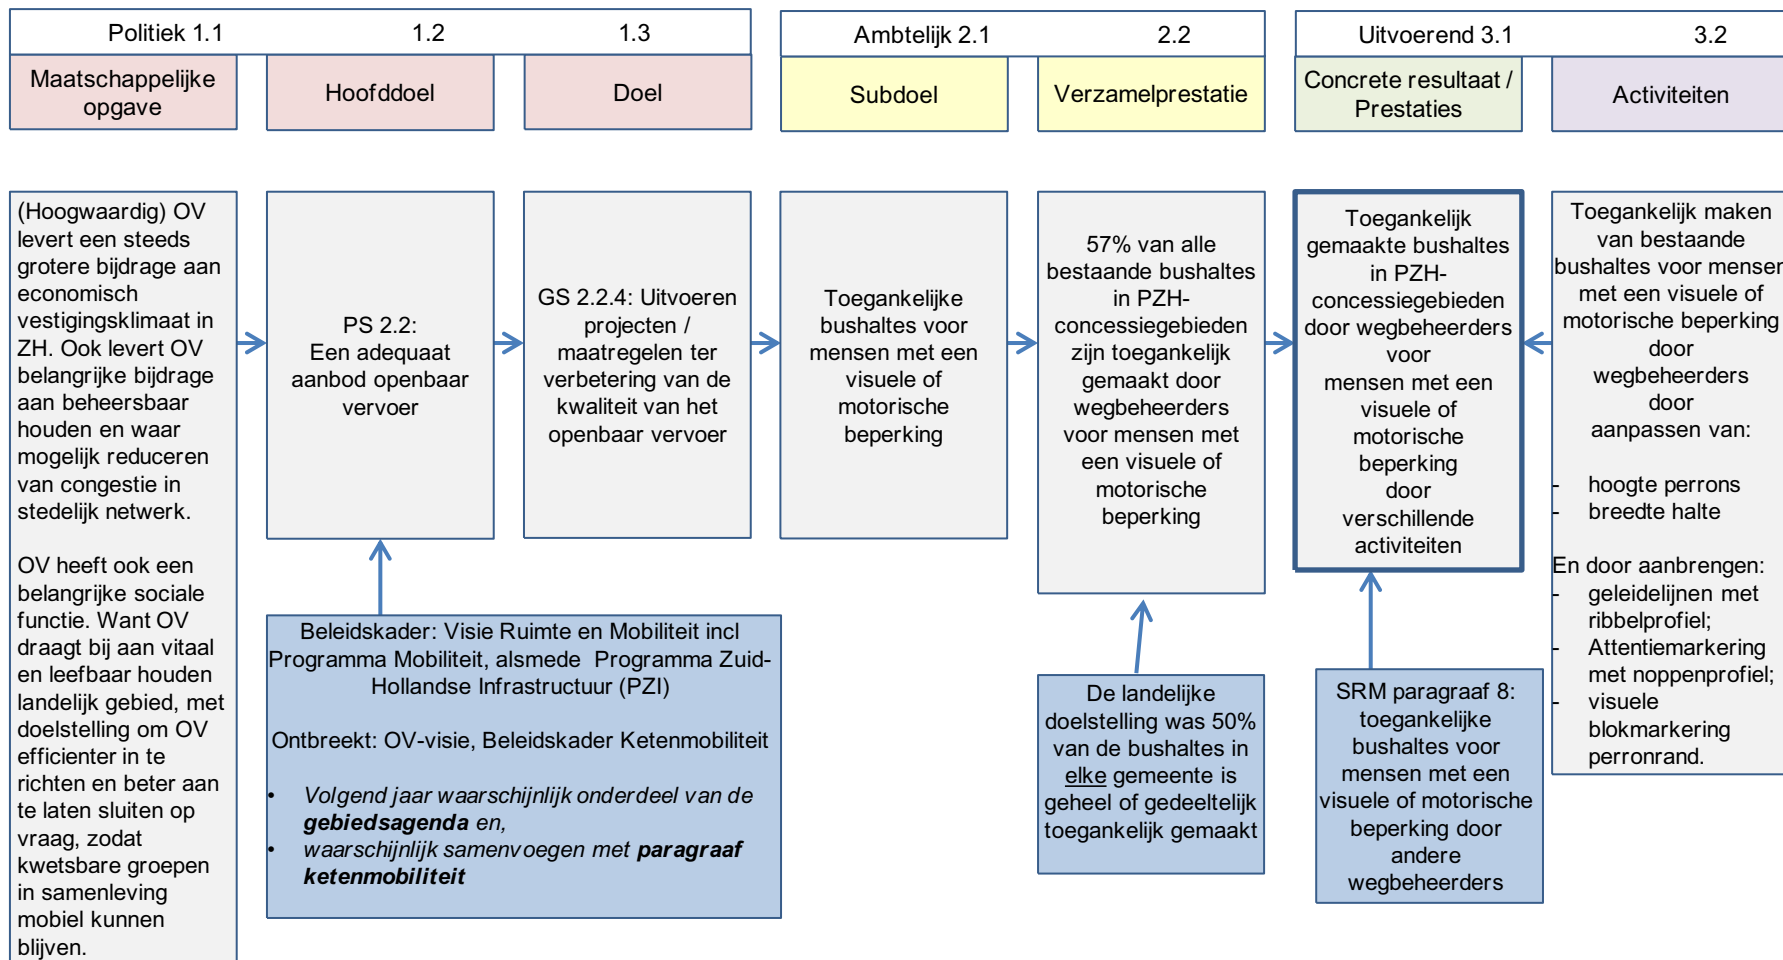 Politiek 1.1
1.2
1.3
Ambtelijk 2.1
2.2
Uitvoerend 3.1
3.2
Maatschappelijke
opgave
Hoofddoel
Doel
Subdoel
Verzamelprestatie
Concrete resultaat /
Prestaties
Activiteiten
(Hoogwaardig) OV
levert een steeds
grotere bijdrage aan
economisch
vestigingsklimaat in
ZH. Ook levert OV
belangrijke bijdrage
aan beheersbaar
houden en waar
mogelijk reduceren
van congestie in
stedelijk netwerk.
OV heeft ook een
belangrijke sociale
functie. Want OV
draagt bij aan vitaal
en leefbaar houden
landelijk gebied, met
doelstelling om OV
efficienter in te
richten en beter aan
te laten sluiten op
vraag, zodat
kwetsbare groepen
in samenleving
mobiel kunnen
blijven.
PS 2.2:
Een adequaat
aanbod openbaar
vervoer
GS 2.2.4: Uitvoeren
projecten /
maatregelen ter
verbetering van de
kwaliteit van het
openbaar vervoer
Toegankelijke
bushaltes voor
mensen met een
visuele of
motorische
beperking
57% van alle
bestaande bushaltes
in PZH-
concessiegebieden
zijn toegankelijk
gemaakt door
wegbeheerders
voor mensen met
een visuele of
motorische
beperking
Toegankelijk
gemaakte bushaltes
in PZH-
concessiegebieden
door wegbeheerders
voor
mensen met een
visuele of
motorische
beperking
door
verschillende
activiteiten
Toegankelijk maken
van bestaande
bushaltes voor mensen
met een visuele of
motorische beperking
door
wegbeheerders
door
aanpassen van:
- hoogte perrons
- breedte halte
En door aanbrengen:
- geleidelijnen met
ribbelprofiel;
- Attentiemarkering
met noppenprofiel;
- visuele
blokmarkering
perronrand.
Beleidskader: Visie Ruimte en Mobiliteit incl
Programma Mobiliteit, alsmede Programma Zuid-
Hollandse Infrastructuur (PZI)
Ontbreekt: OV-visie, Beleidskader Ketenmobiliteit
• Volgend jaar waarschijnlijk onderdeel van de
gebiedsagenda en,
• waarschijnlijk samenvoegen met paragraaf
ketenmobiliteit
De landelijke
doelstelling was 50%
van de bushaltes in
elke gemeente is
geheel of gedeeltelijk
toegankelijk gemaakt
SRM paragraaf 8:
toegankelijke
bushaltes voor
mensen met een
visuele of motorische
beperking door
andere
wegbeheerders